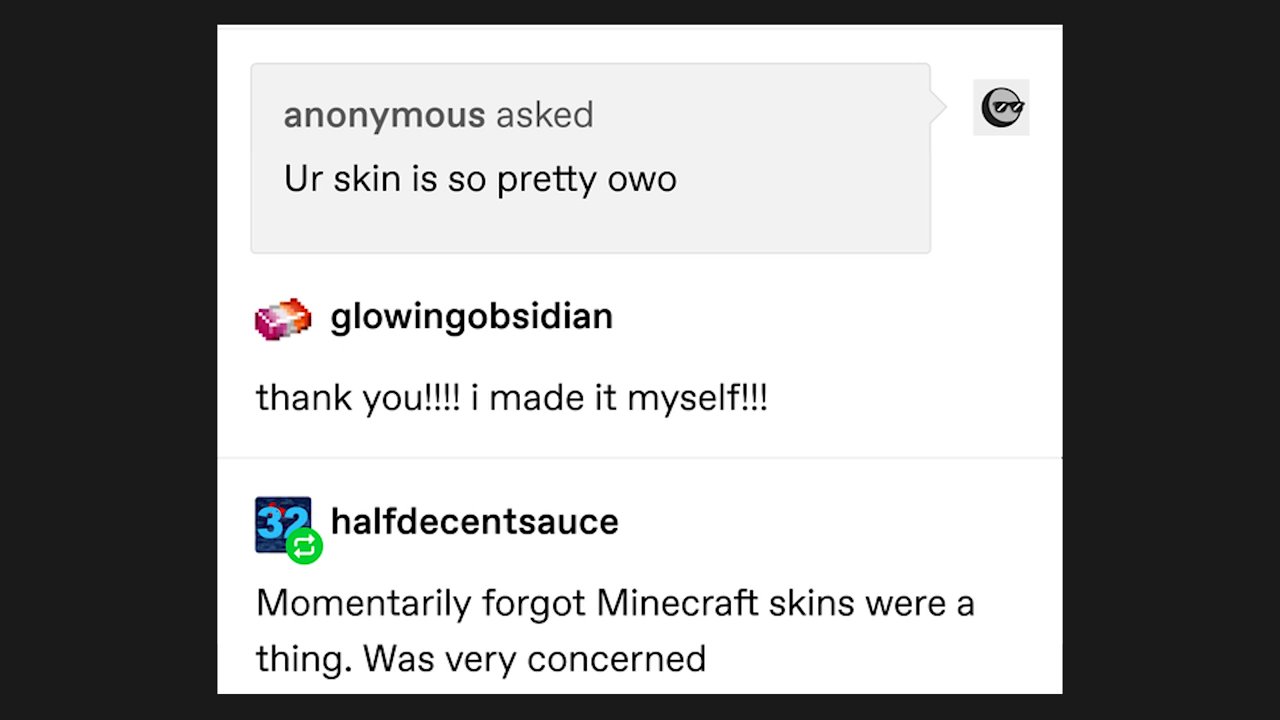 anonymous asked
Ur skin is so pretty owo
glowingobsidian
thank you!!!! i made it myself!!!
32
halfdecentsauce
Momentarily forgot Minecraft skins were a
thing. Was very concerned